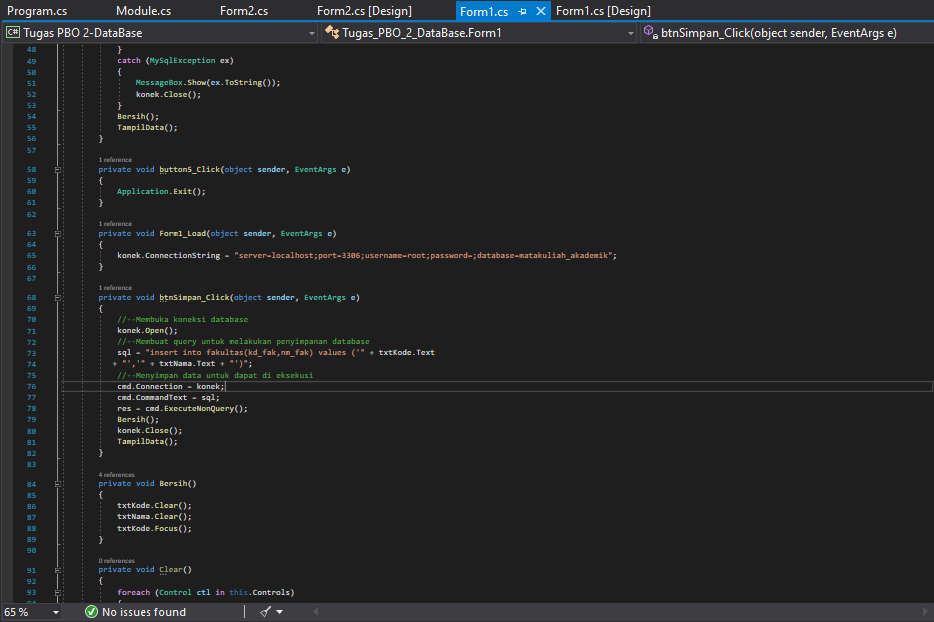 Program.cs Module.cs Form2.cs Form2.cs [Design] Form1.cs Form1.cs [Design]
C# Tugas PBO 2-DataBase Tugas_PBO_2_DataBase.Form1 btnSimpan_Click(object sender, EventArgs e)
48 }
49 catch (MySqlException ex)
50 {
51 MessageBox.Show(ex.ToString());
52 konek.Close();
53 }
54 Bersih();
55 TampilData();
56 }
57
1 reference
58 private void button5_Click(object sender, EventArgs e)
59 {
60 Application.Exit();
61 }
62
1 reference
63 private void Form1_Load(object sender, EventArgs e)
64 {
65 konek.ConnectionString = "server=localhost;port=3306;username=root;password=;database=matakuliah_akademik";
66 }
67
1 reference
68 private void btnSimpan_Click(object sender, EventArgs e)
69 {
70 //--Membuka koneksi database
71 konek.Open();
72 //--Membuat query untuk melakukan penyimpanan database
73 sql = "insert into fakultas(kd_fak,nm_fak) values ('" + txtKode.Text
74 + "','" + txtNama.Text + "')";
75 //--Menyimpan data untuk dapat di eksekusi
76 cmd.Connection = konek;
77 cmd.CommandText = sql;
78 res = cmd.ExecuteNonQuery();
79 Bersih();
80 konek.Close();
81 TampilData();
82 }
83
4 references
84 private void Bersih()
85 {
86 txtKode.Clear();
87 txtNama.Clear();
88 txtKode.Focus();
89 }
90
0 references
91 private void Clear()
92 {
93 foreach (Control ctl in this.Controls)
65 % No issues found